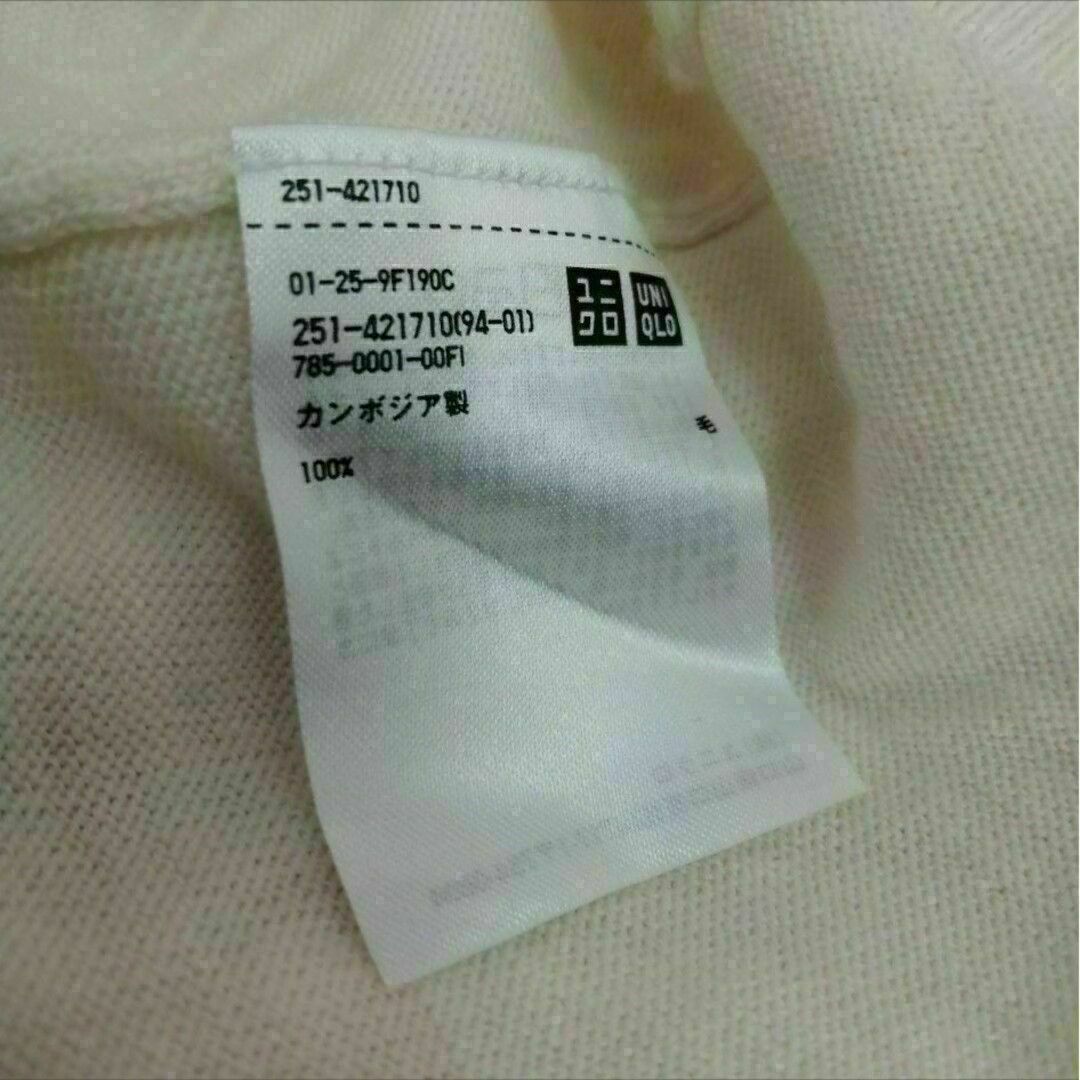 251-421710
01-25-9F190C
251-421710(94-01)
785-0001-00F1
ユニ
クロ
UNI
QLO
カンボジア製
毛
100%